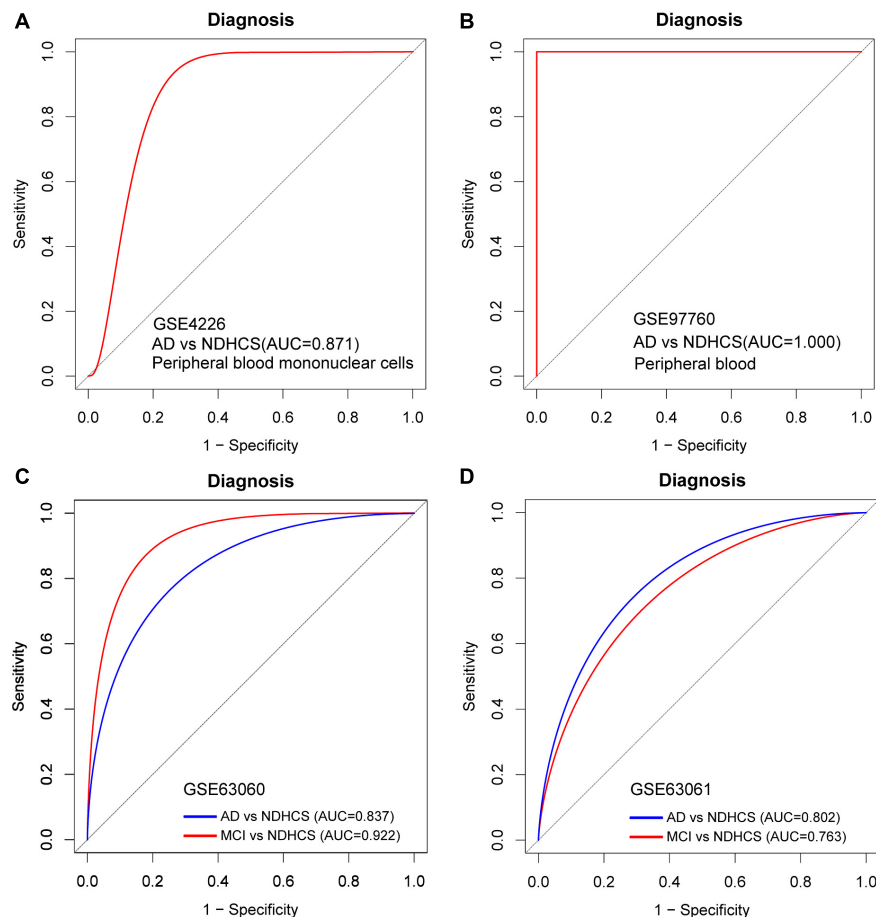 A
Diagnosis
1.0
0.8
0.6
0.4
0.2
0.0
Sensitivity
GSE4226
AD vs NDHCS(AUC=0.871)
Peripheral blood mononuclear cells
0.0 0.2 0.4 0.6 0.8 1.0
1 − Specificity
B
Diagnosis
1.0
0.8
0.6
0.4
0.2
0.0
Sensitivity
GSE97760
AD vs NDHCS(AUC=1.000)
Peripheral blood
0.0 0.2 0.4 0.6 0.8 1.0
1 − Specificity
C
Diagnosis
1.0
0.8
0.6
0.4
0.2
0.0
Sensitivity
GSE63060
AD vs NDHCS (AUC=0.837)
MCI vs NDHCS (AUC=0.922)
0.0 0.2 0.4 0.6 0.8 1.0
1 − Specificity
D
Diagnosis
1.0
0.8
0.6
0.4
0.2
0.0
Sensitivity
GSE63061
AD vs NDHCS (AUC=0.802)
MCI vs NDHCS (AUC=0.763)
0.0 0.2 0.4 0.6 0.8 1.0
1 − Specificity